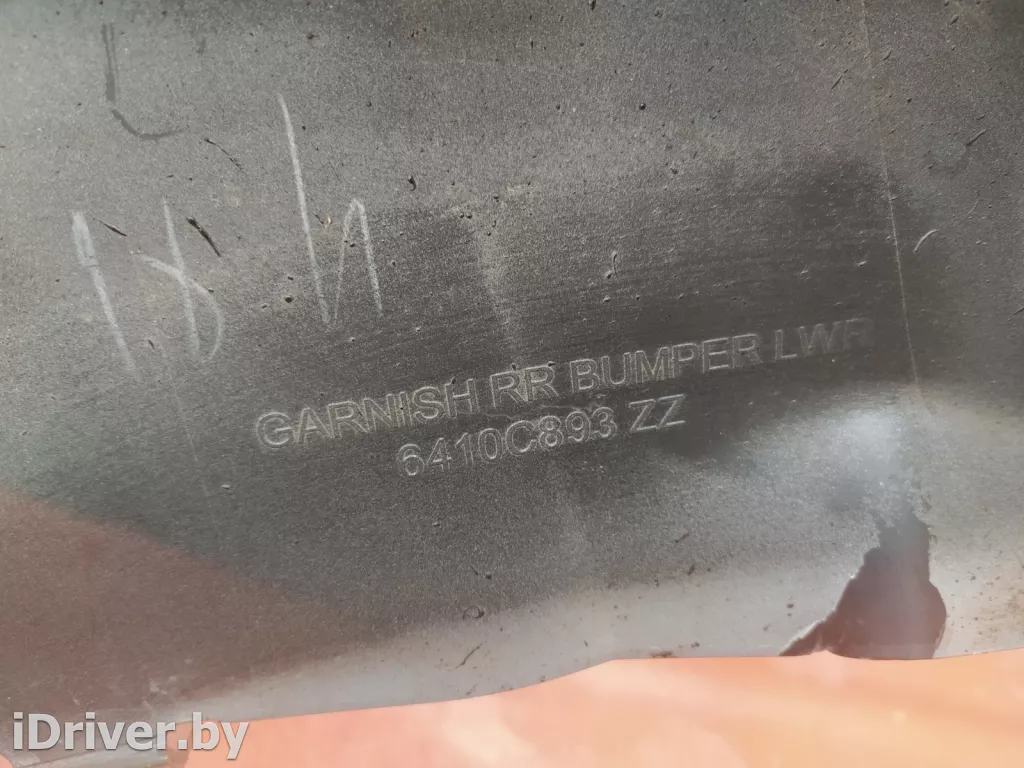 GARNISH RR BUMPER LWR
6410C893 ZZ
iDriver.by